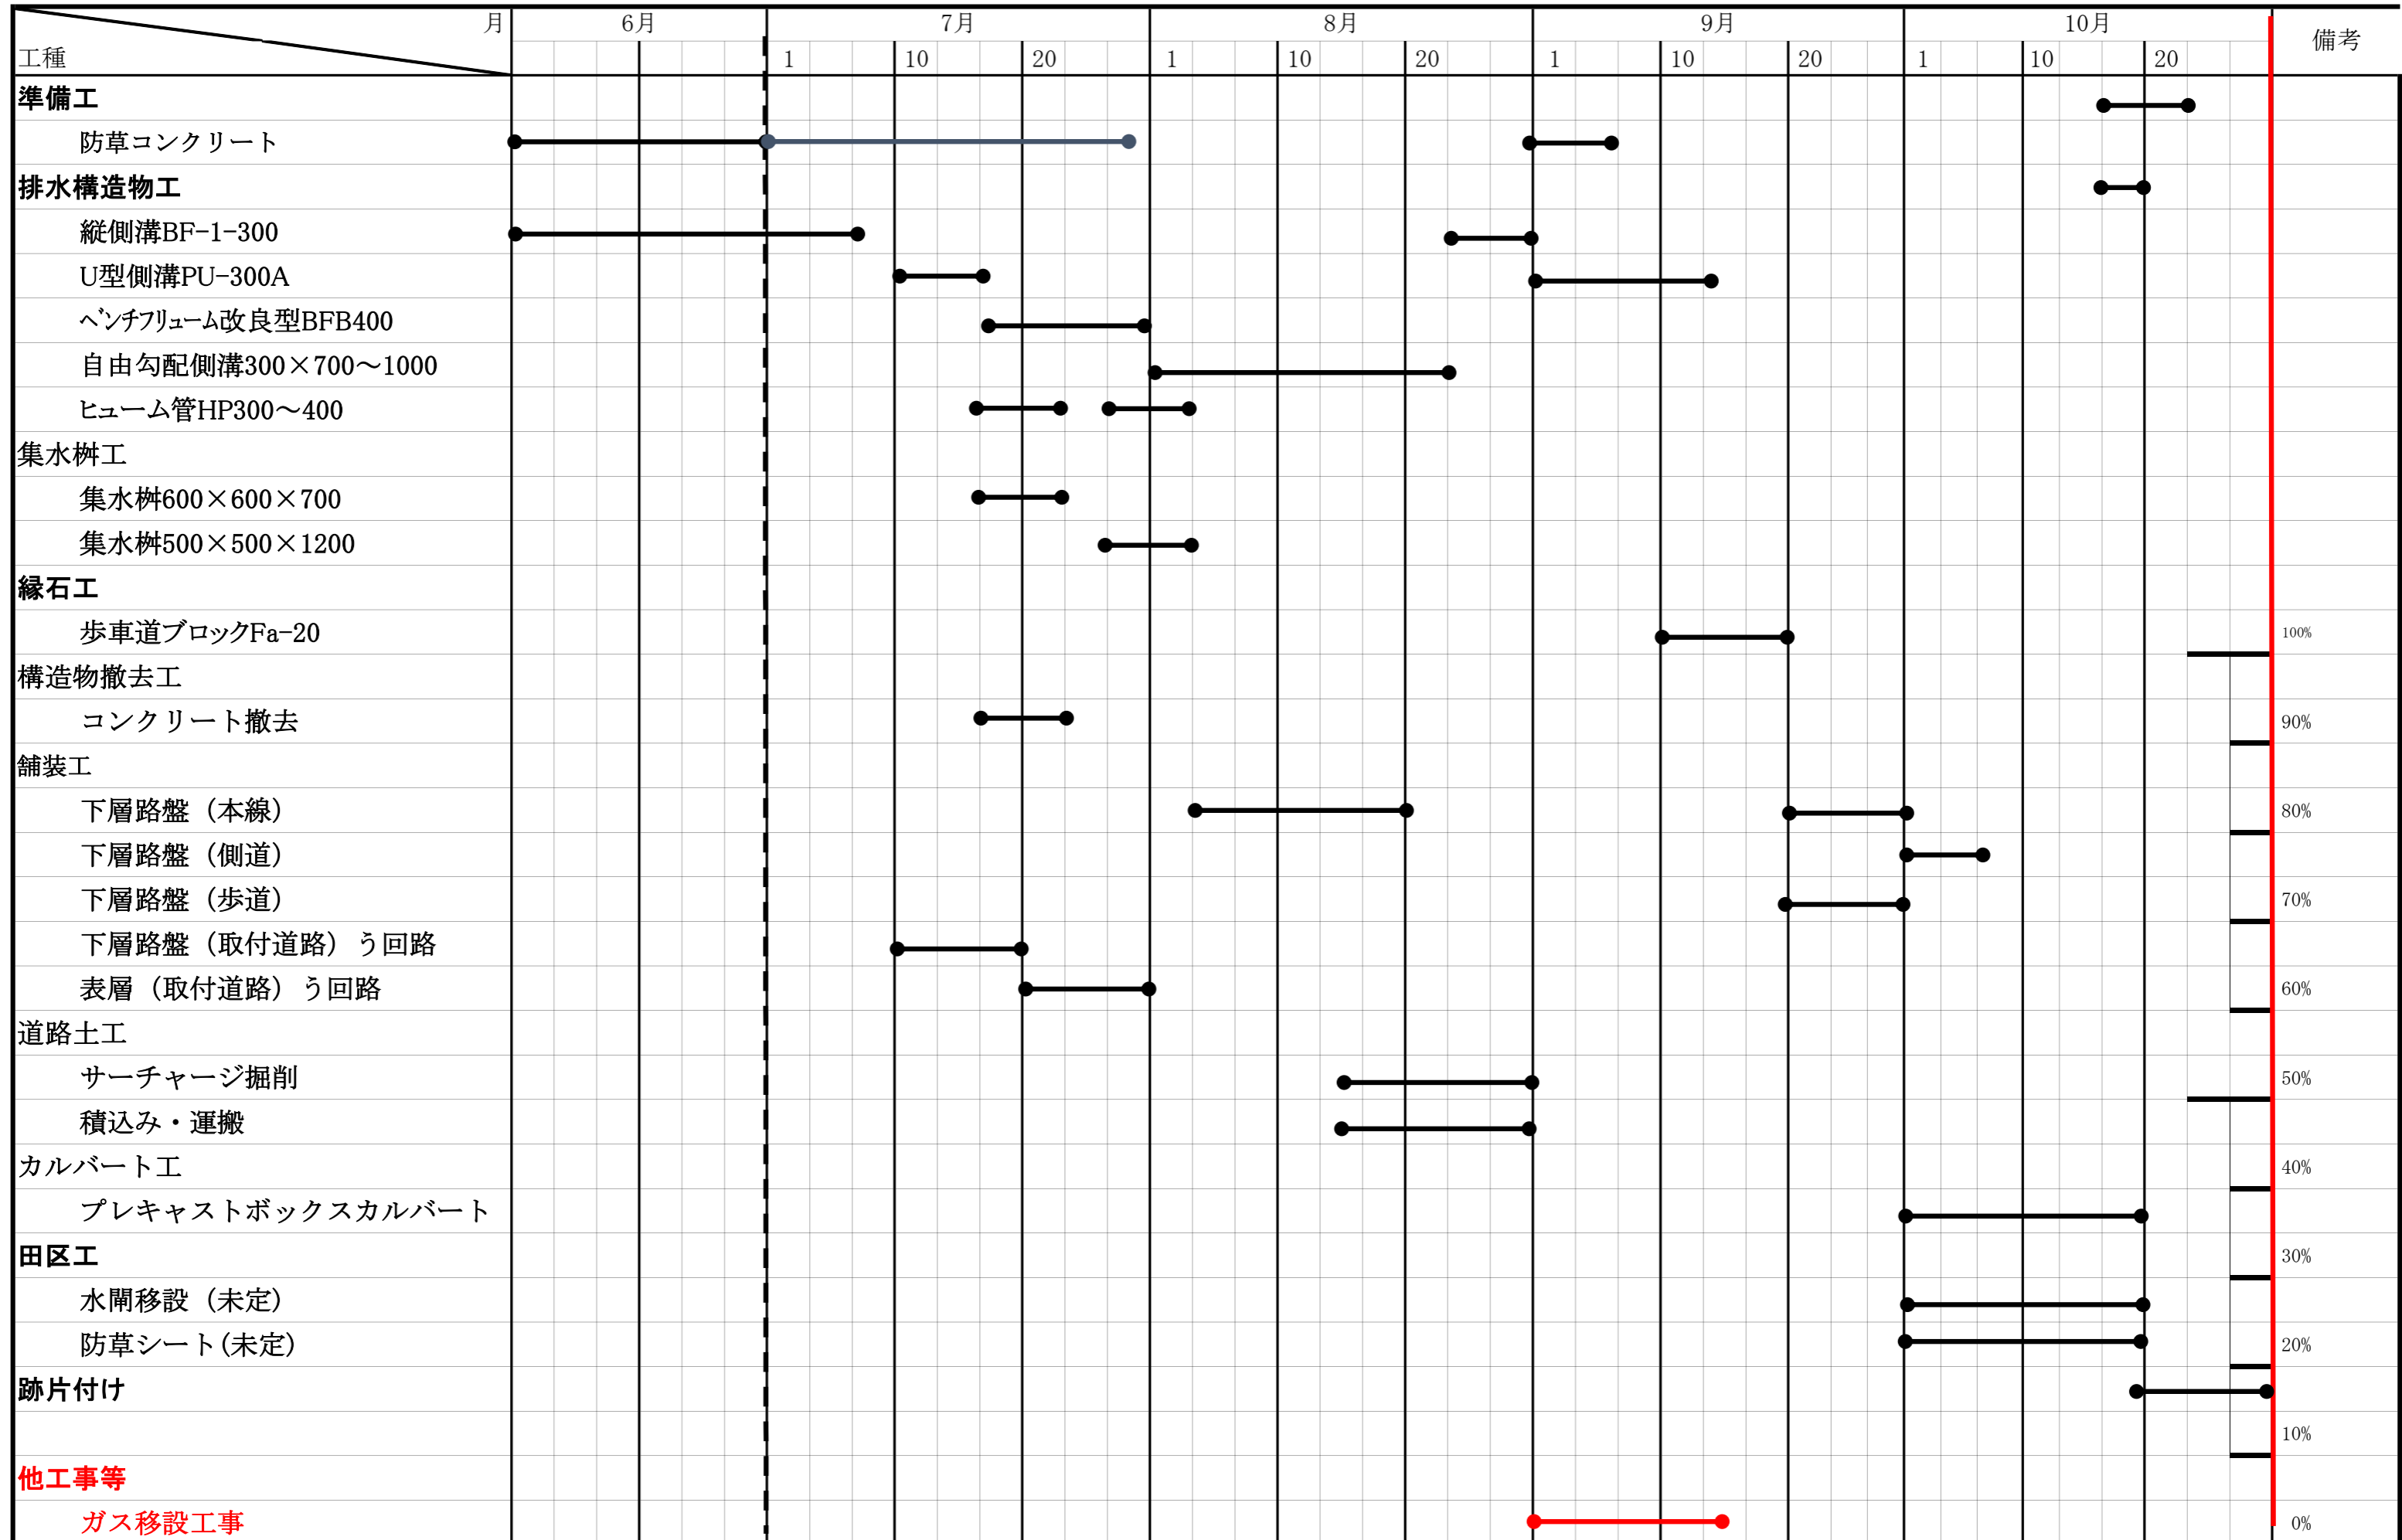 月 6月 7月 8月 9月 10月 備考
工種 1 10 20 1 10 20 1 10 20 1 10 20
準備工
防草コンクリート
排水構造物工
縦側溝BF-1-300
U型側溝PU-300A
ﾍﾞﾝﾁﾌﾘｭｰﾑ改良型BFB400
自由勾配側溝300×700～1000
ヒューム管HP300～400
集水桝工
集水桝600×600×700
集水桝500×500×1200
縁石工
歩車道ブロックFa-20 100%
構造物撤去工
コンクリート撤去 90%
舗装工
下層路盤（本線） 80%
下層路盤（側道）
下層路盤（歩道） 70%
下層路盤（取付道路）う回路
表層（取付道路）う回路 60%
道路土工
サーチャージ掘削 50%
積込み・運搬
カルバート工 40%
プレキャストボックスカルバート
田区工 30%
水閘移設（未定）
防草シート(未定) 20%
跡片付け
10%
他工事等
ガス移設工事 0%